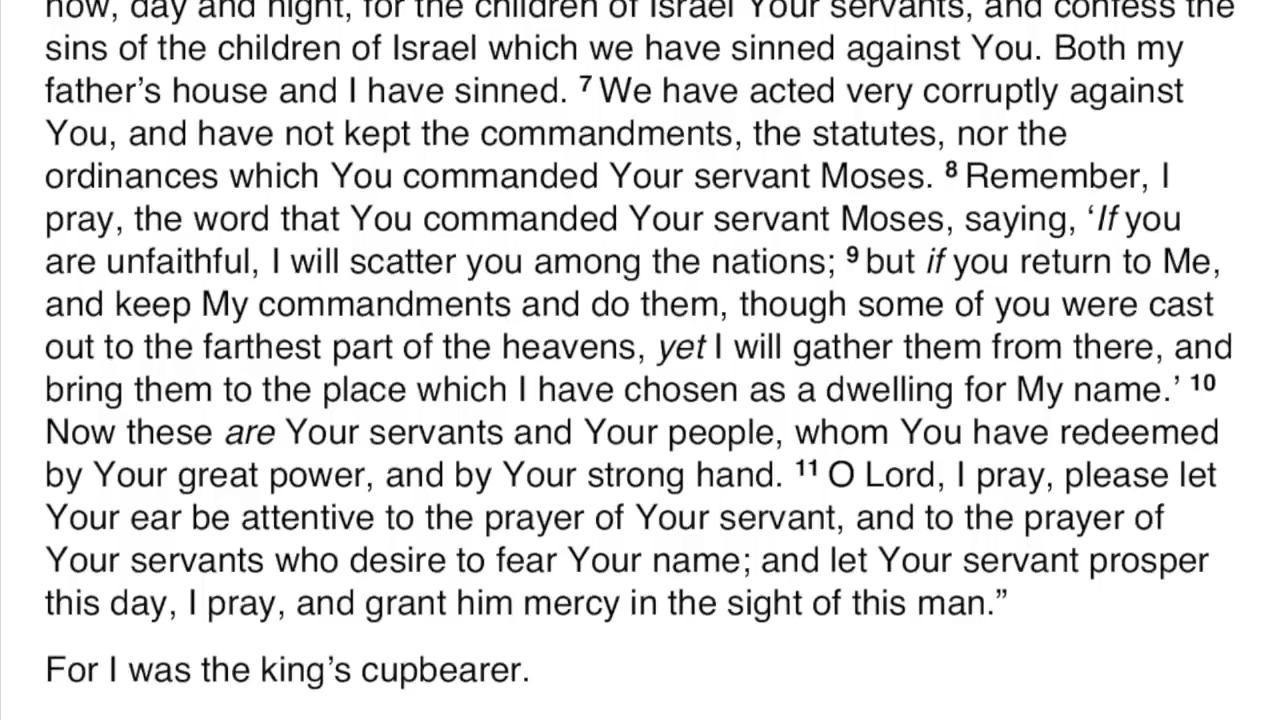 now, day and night, for the children of Israel Your servants, and confess the
sins of the children of Israel which we have sinned against You. Both my
father’s house and I have sinned. 7 We have acted very corruptly against
You, and have not kept the commandments, the statutes, nor the
ordinances which You commanded Your servant Moses. 8 Remember, I
pray, the word that You commanded Your servant Moses, saying, ‘If you
are unfaithful, I will scatter you among the nations; 9 but if you return to Me,
and keep My commandments and do them, though some of you were cast
out to the farthest part of the heavens, yet I will gather them from there, and
bring them to the place which I have chosen as a dwelling for My name.’ 10
Now these are Your servants and Your people, whom You have redeemed
by Your great power, and by Your strong hand. 11 O Lord, I pray, please let
Your ear be attentive to the prayer of Your servant, and to the prayer of
Your servants who desire to fear Your name; and let Your servant prosper
this day, I pray, and grant him mercy in the sight of this man.”
For I was the king’s cupbearer.